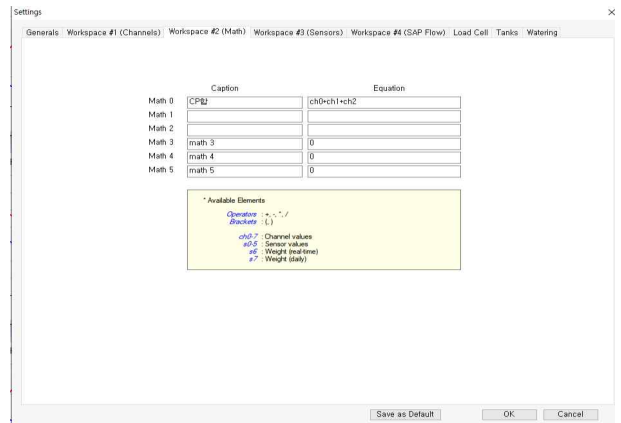 Settings
Generals Workspace #1 (Channels) Workspace #2 (Math) Workspace #3 (Sensors) Workspace #4 (SAP Flow) Load Cell Tanks Watering
Caption Equation
Math 0 CP합 ch0+ch1+ch2
Math 1
Math 2
Math 3 math 3 0
Math 4 math 4 0
Math 5 math 5 0
* Available Elements
Operators : +, -, *, /
Brackets : (, )
ch0-7 : Channel values
s0-5 : Sensor values
s6 : Weight (real-time)
s7 : Weight (daily)
Save as Default OK Cancel